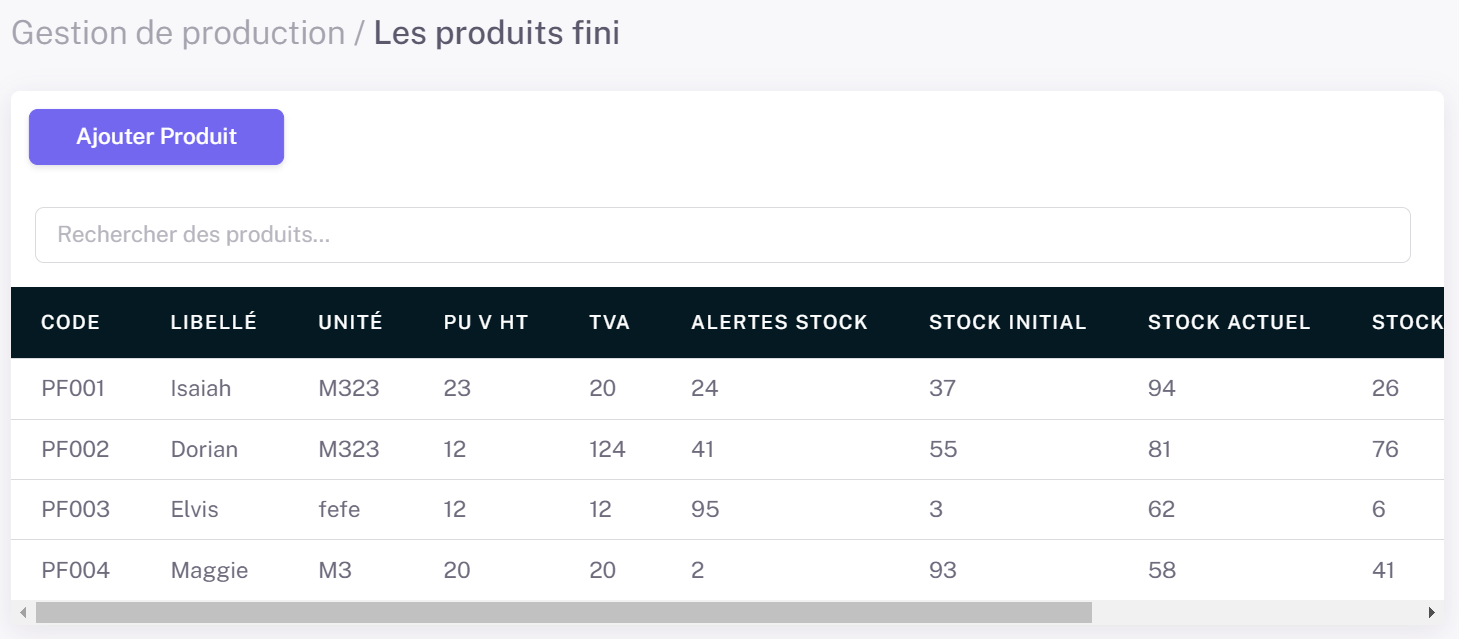 Gestion de production / Les produits fini
Ajouter Produit
Rechercher des produits...
CODE LIBELLÉ UNITÉ PU V HT TVA ALERTES STOCK STOCK INITIAL STOCK ACTUEL STOCK
PF001 Isaiah M323 23 20 24 37 94 26
PF002 Dorian M323 12 124 41 55 81 76
PF003 Elvis fefe 12 12 95 3 62 6
PF004 Maggie M3 20 20 2 93 58 41